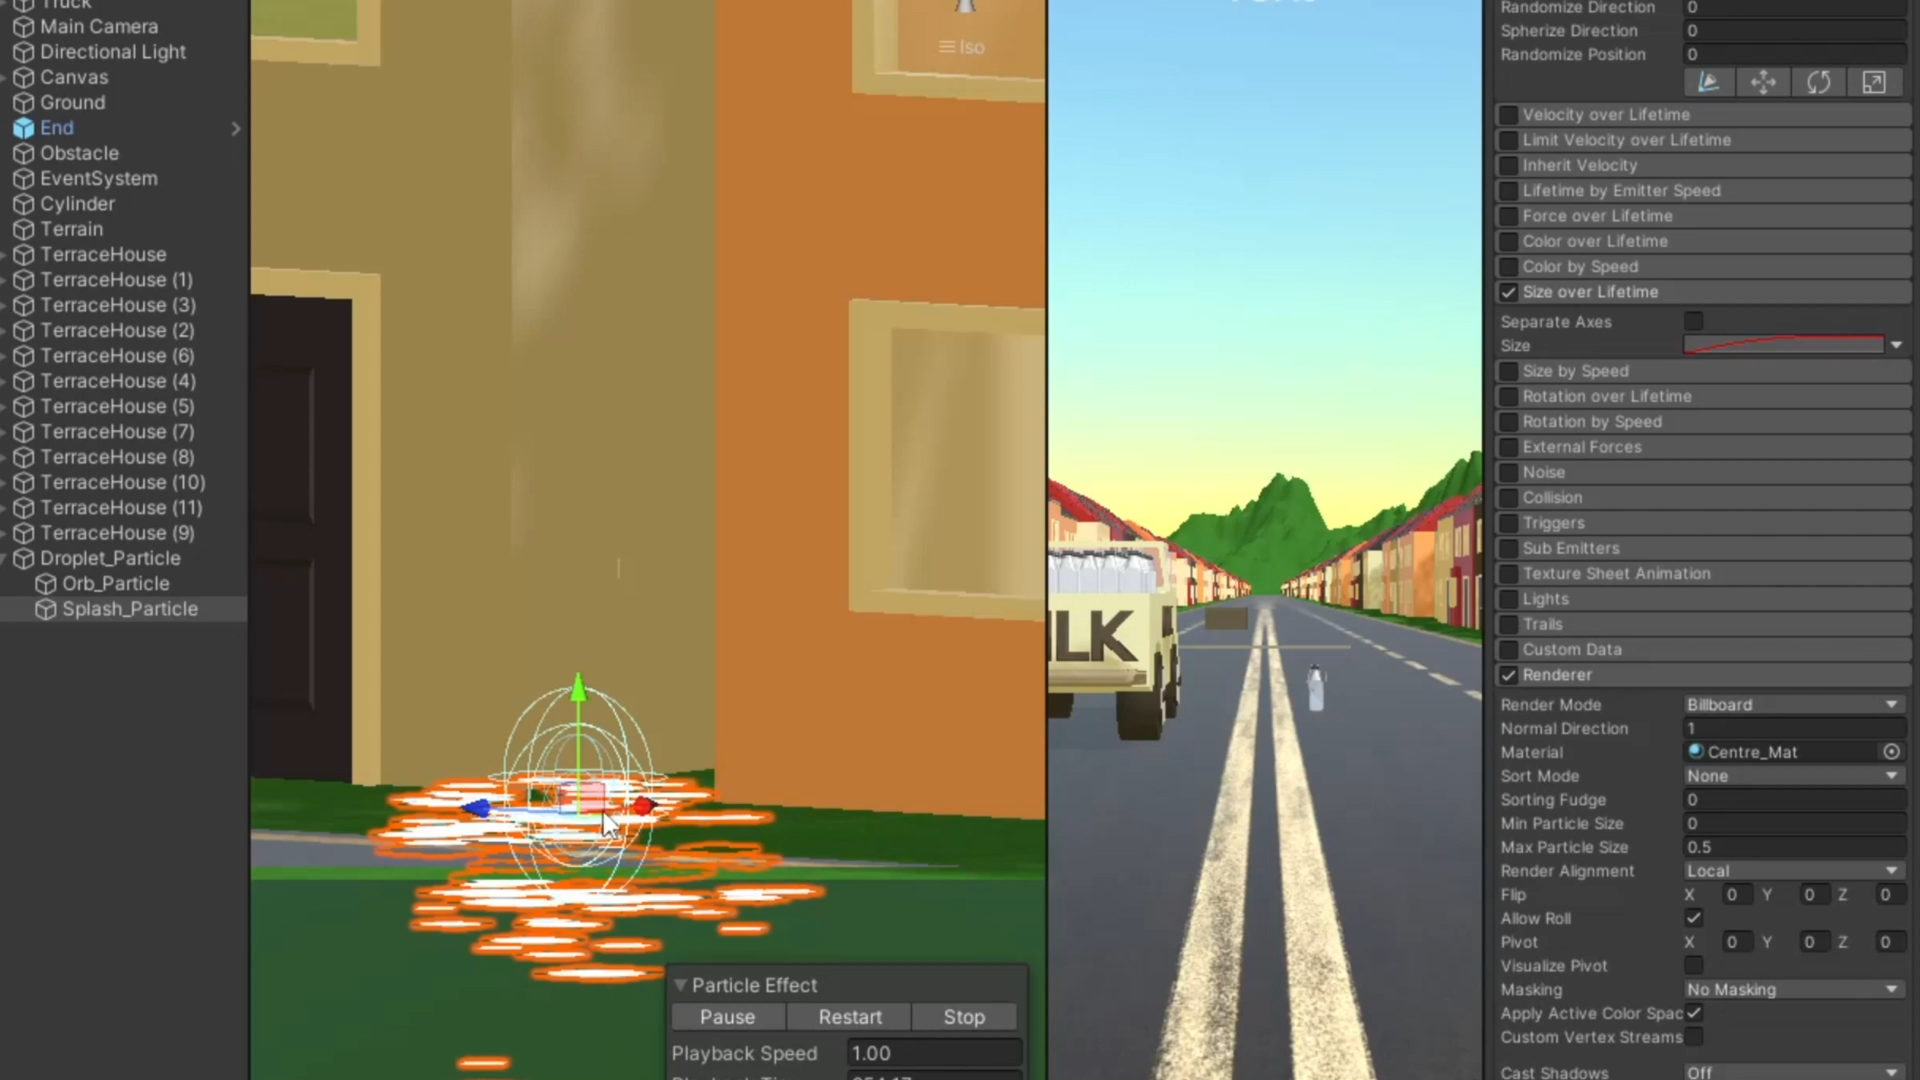 Truck
Main Camera
Directional Light
Canvas
Ground
End
Obstacle
EventSystem
Cylinder
Terrain
TerraceHouse
TerraceHouse (1)
TerraceHouse (3)
TerraceHouse (2)
TerraceHouse (6)
TerraceHouse (4)
TerraceHouse (5)
TerraceHouse (7)
TerraceHouse (8)
TerraceHouse (10)
TerraceHouse (11)
TerraceHouse (9)
Droplet_Particle
Orb_Particle
Splash_Particle
Iso
Particle Effect
Pause Restart Stop
Playback Speed 1.00
LK
Randomize Direction 0
Spherize Direction 0
Randomize Position 0
Velocity over Lifetime
Limit Velocity over Lifetime
Inherit Velocity
Lifetime by Emitter Speed
Force over Lifetime
Color over Lifetime
Color by Speed
Size over Lifetime
Separate Axes
Size
Size by Speed
Rotation over Lifetime
Rotation by Speed
External Forces
Noise
Collision
Triggers
Sub Emitters
Texture Sheet Animation
Lights
Trails
Custom Data
Renderer
Render Mode Billboard
Normal Direction 1
Material Centre_Mat
Sort Mode None
Sorting Fudge 0
Min Particle Size 0
Max Particle Size 0.5
Render Alignment Local
Flip X 0 Y 0 Z 0
Allow Roll
Pivot X 0 Y 0 Z 0
Visualize Pivot
Masking No Masking
Apply Active Color Spac
Custom Vertex Streams
Cast Shadows Off